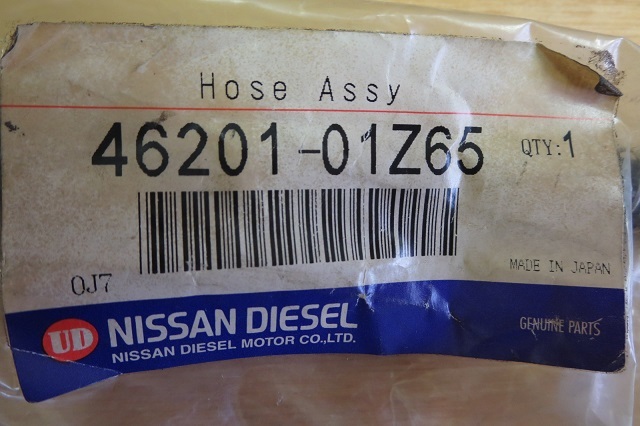 Hose Assy
46201-01Z65 QTY:1
MADE IN JAPAN
OJ7
UD NISSAN DIESEL GENUINE PARTS
NISSAN DIESEL MOTOR CO.,LTD.